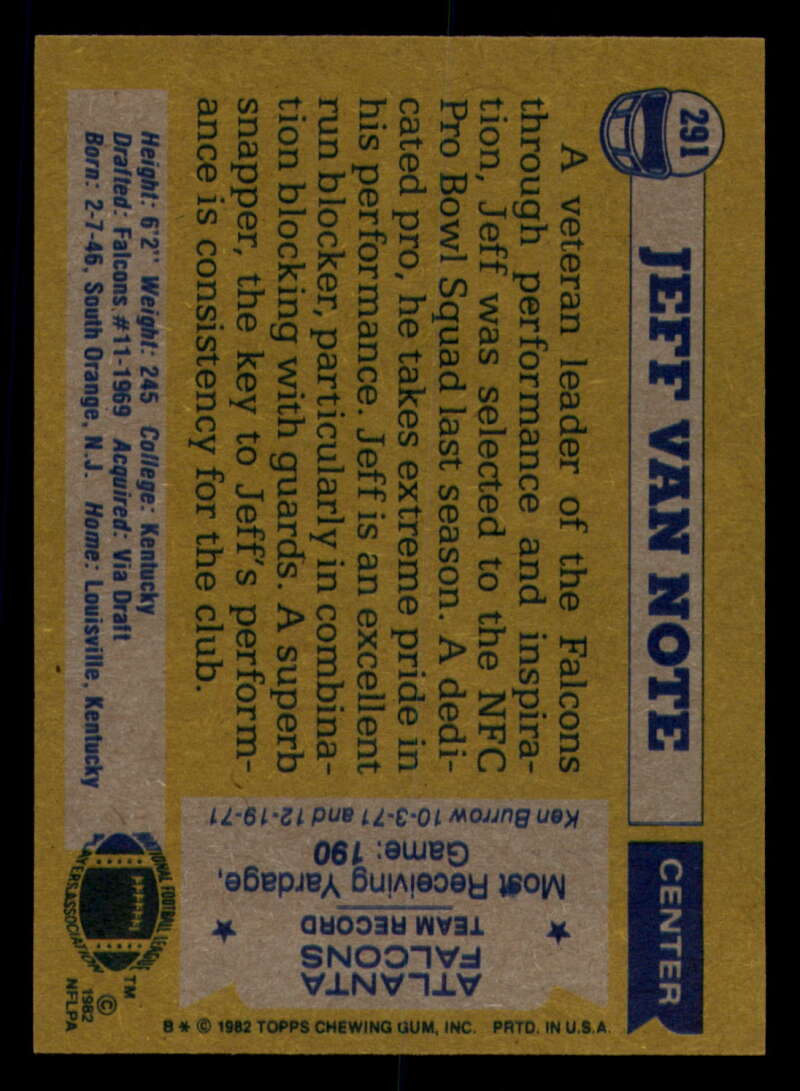 291
JEFF VAN NOTE
CENTER
A veteran leader of the Falcons
through performance and inspira-
tion, Jeff was selected to the NFC
Pro Bowl Squad last season. A dedi-
cated pro, he takes extreme pride in
his performance. Jeff is an excellent
run blocker, particularly in combina-
tion blocking with guards. A superb
snapper, the key to Jeff's perform-
ance is consistency for the club.
Height: 6'2" Weight: 245 College: Kentucky
Drafted: Falcons #11-1969 Acquired: Via Draft
Born: 2-7-46, South Orange, N.J. Home: Louisville, Kentucky
ATLANTA
FALCONS
TEAM RECORD
Most Receiving Yardage,
Game: 190
Ken Burrow 10-3-71 and 12-19-71
NATIONAL FOOTBALL LEAGUE
PLAYERS ASSOCIATION
TM
©
1982
NFLPA
B * © 1982 TOPPS CHEWING GUM, INC. PRTD. IN U.S.A.